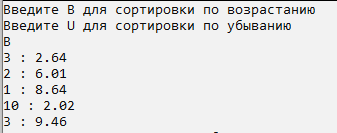 Введите B для сортировки по возрастанию
Введите U для сортировки по убыванию
B
3 : 2.64
2 : 6.01
1 : 8.64
10 : 2.02
3 : 9.46